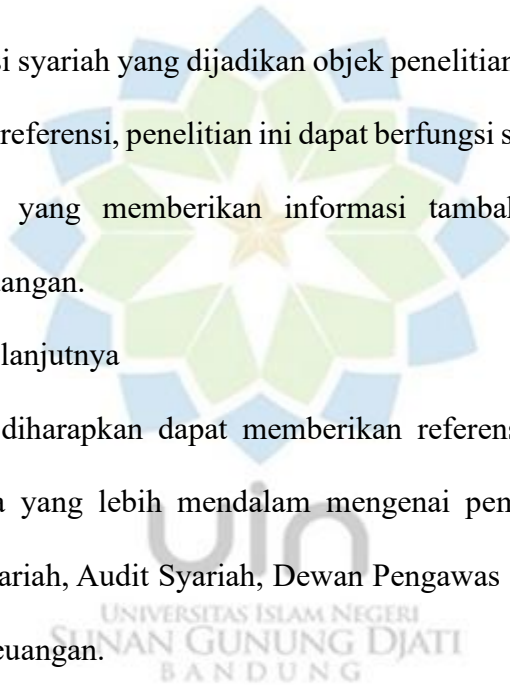 si syariah yang dijadikan objek penelitian
referensi, penelitian ini dapat berfungsi s
yang memberikan informasi tambah
angan.
lanjutnya
diharapkan dapat memberikan referens
a yang lebih mendalam mengenai pen
ariah, Audit Syariah, Dewan Pengawas
uin
UNIVERSITAS ISLAM NEGERI
euangan.
SUNAN GUNUNG DJATI
BANDUNG